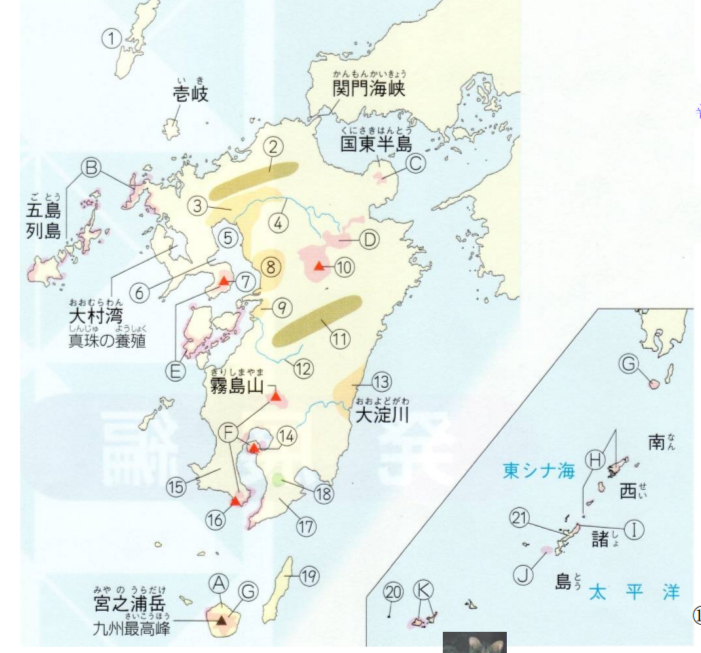 ①
いき
壱岐
かんもんかいきょう
関門海峡
くにさきはんとう
国東半島
Ⓒ
②
Ⓑ
ごとう
五島
列島
③
④
⑤
Ⓓ
⑧
⑩
⑥
⑦
おおむらわん
大村湾
しんじゅ ようしょく
真珠の養殖
⑨
⑪
Ⓔ
⑫
きりしまやま
霧島山
⑬
おおよどがわ
大淀川
Ⓕ
⑭
⑮
⑯
⑱
⑰
みやのうらだけ
宮之浦岳
さいこうほう
九州最高峰
Ⓐ
Ⓖ
⑲
Ⓖ
南
なん
Ⓗ
東シナ海
西
せい
㉑
Ⓘ
諸
しょ
Ⓙ
島
とう
太平洋
⑳
Ⓚ